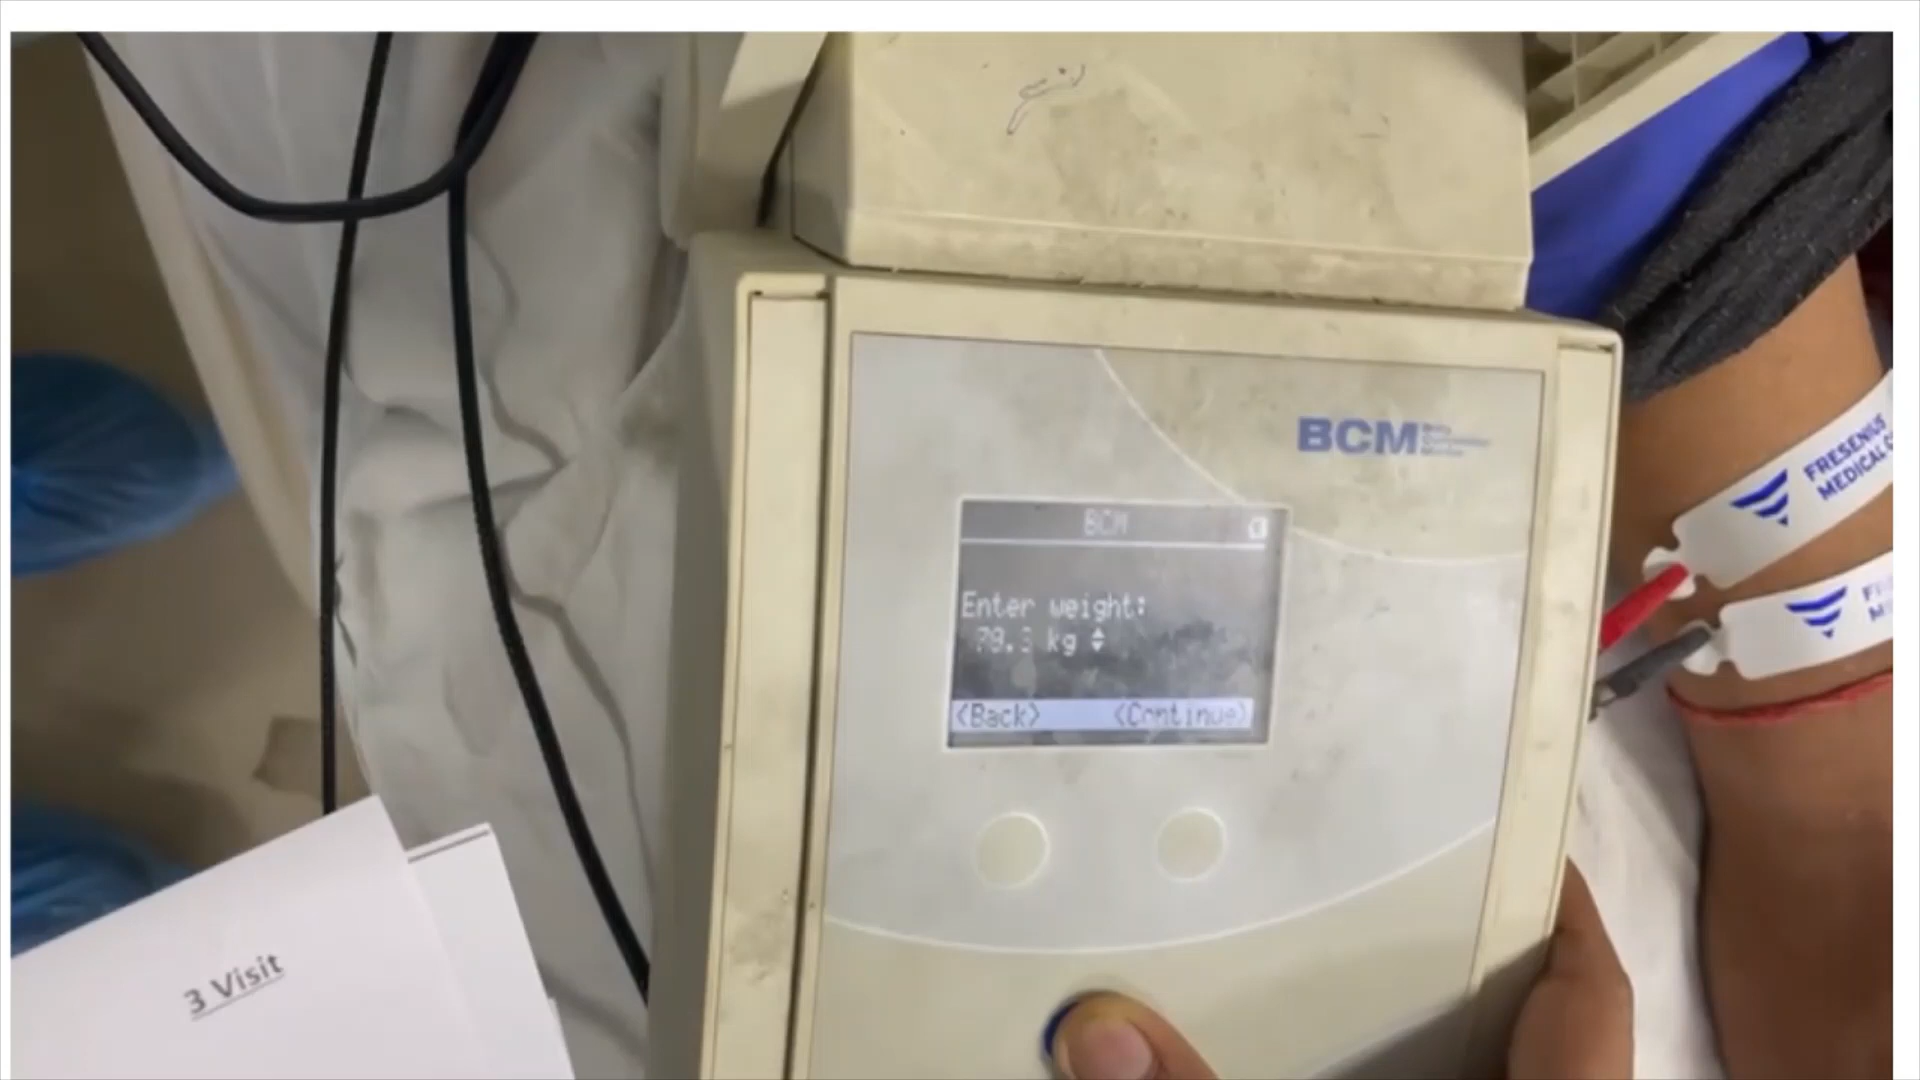 BCM
BCM
Enter weight:
kg
<Back> <Continue>
FRESENIUS
MEDICAL C
3 Visit